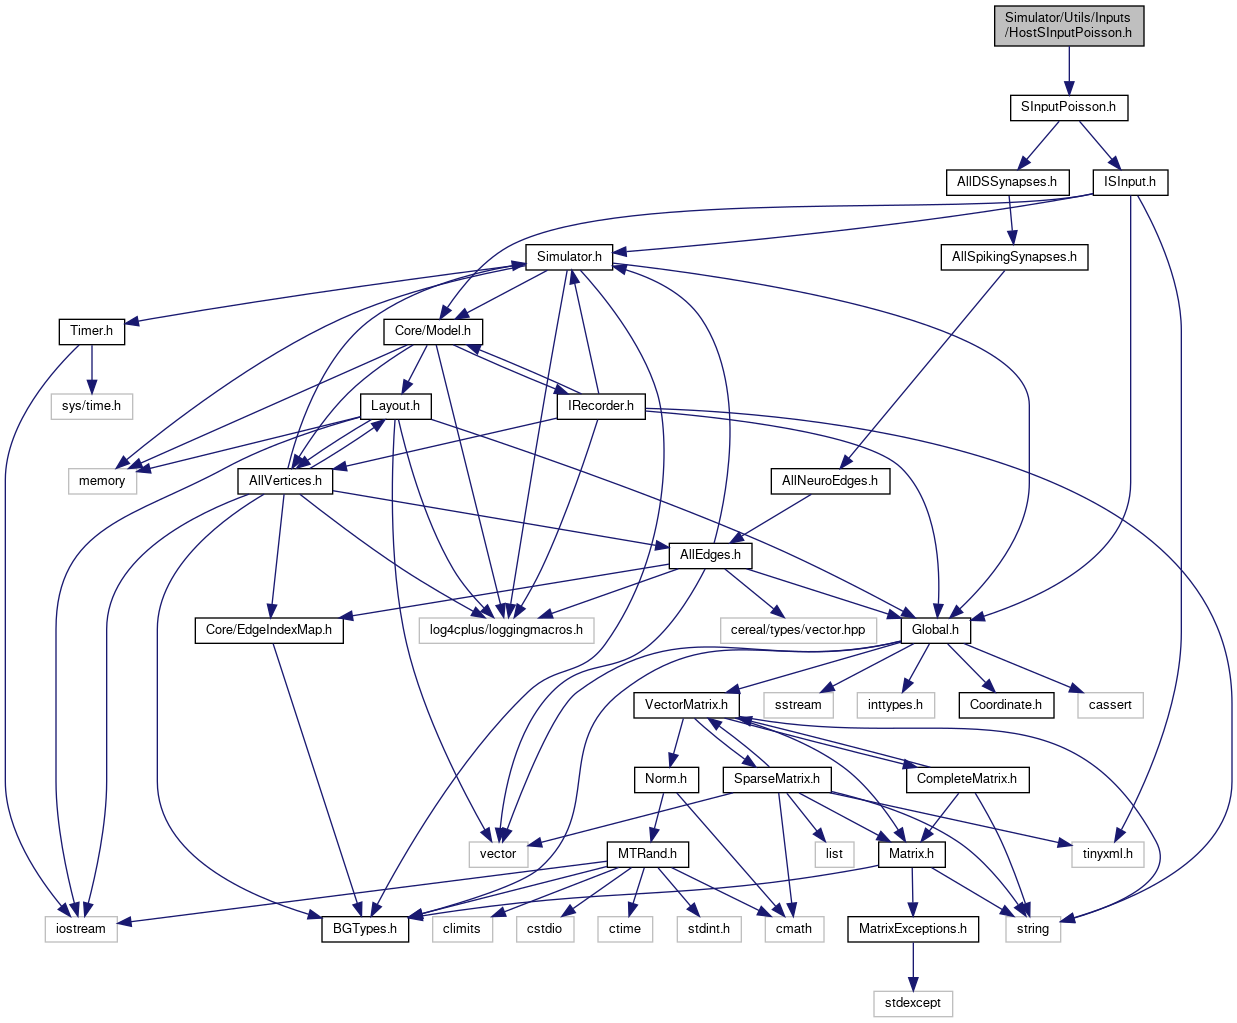 Simulator/Utils/Inputs
/HostSInputPoisson.h
SInputPoisson.h
AllDSSynapses.h
ISInput.h
Simulator.h
AllSpikingSynapses.h
Timer.h
Core/Model.h
sys/time.h
Layout.h
IRecorder.h
memory
AllVertices.h
AllNeuroEdges.h
AllEdges.h
Core/EdgeIndexMap.h
log4cplus/loggingmacros.h
cereal/types/vector.hpp
Global.h
VectorMatrix.h
sstream
inttypes.h
Coordinate.h
cassert
Norm.h
SparseMatrix.h
CompleteMatrix.h
vector
MTRand.h
list
Matrix.h
tinyxml.h
iostream
BGTypes.h
climits
cstdio
ctime
stdint.h
cmath
MatrixExceptions.h
string
stdexcept